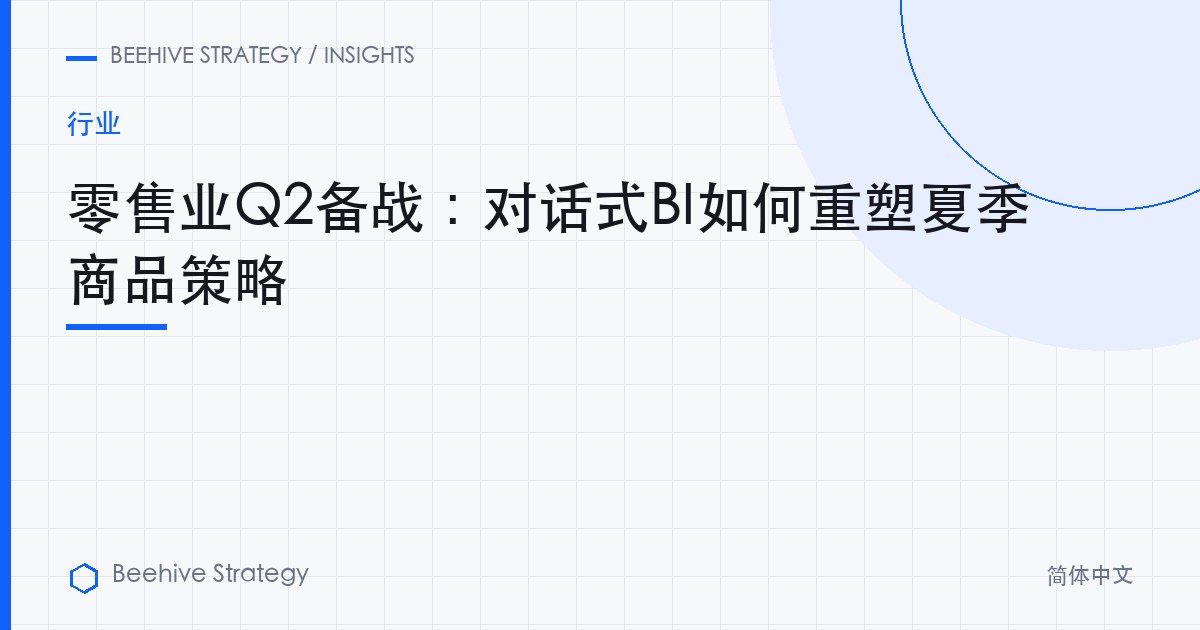 BEEHIVE STRATEGY / INSIGHTS
行业
零售业Q2备战：对话式BI如何重塑夏季
商品策略
Beehive Strategy
简体中文